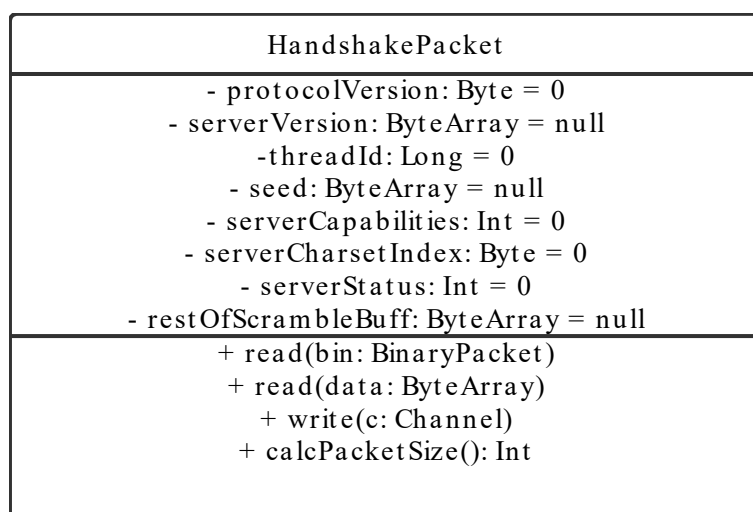 HandshakePacket
- protocolVersion: Byte = 0
- serverVersion: ByteArray = null
-threadId: Long = 0
- seed: ByteArray = null
- serverCapabilities: Int = 0
- serverCharsetIndex: Byte = 0
- serverStatus: Int = 0
- restOfScrambleBuff: ByteArray = null
+ read(bin: BinaryPacket)
+ read(data: ByteArray)
+ write(c: Channel)
+ calcPacketSize(): Int